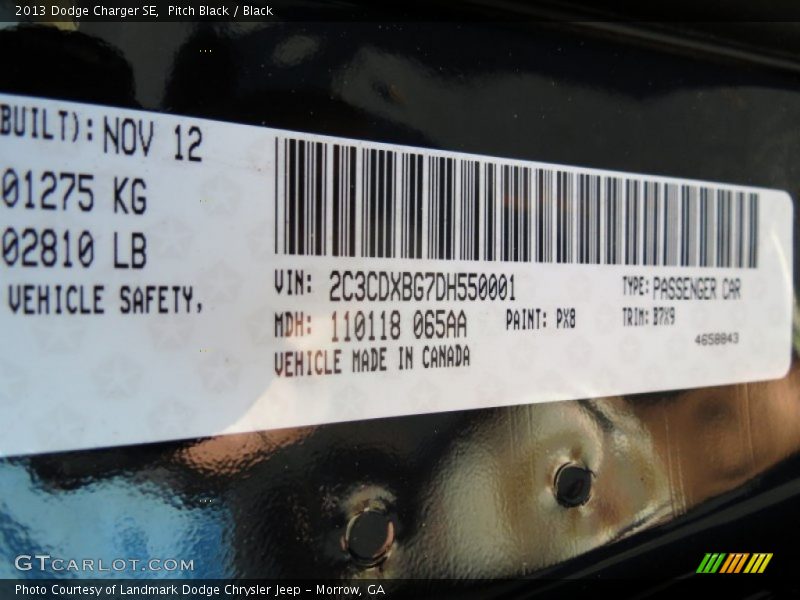 2013 Dodge Charger SE, Pitch Black / Black
BUILT): NOV 12
01275 KG
02810 LB
VEHICLE SAFETY,
VIN: 2C3CDXBG7DH550001
TYPE: PASSENGER CAR
MDH: 110118 065AA
PAINT: PX8
TRIM: B7X9
VEHICLE MADE IN CANADA
4658843
GTCARLOT.COM
Photo Courtesy of Landmark Dodge Chrysler Jeep - Morrow, GA